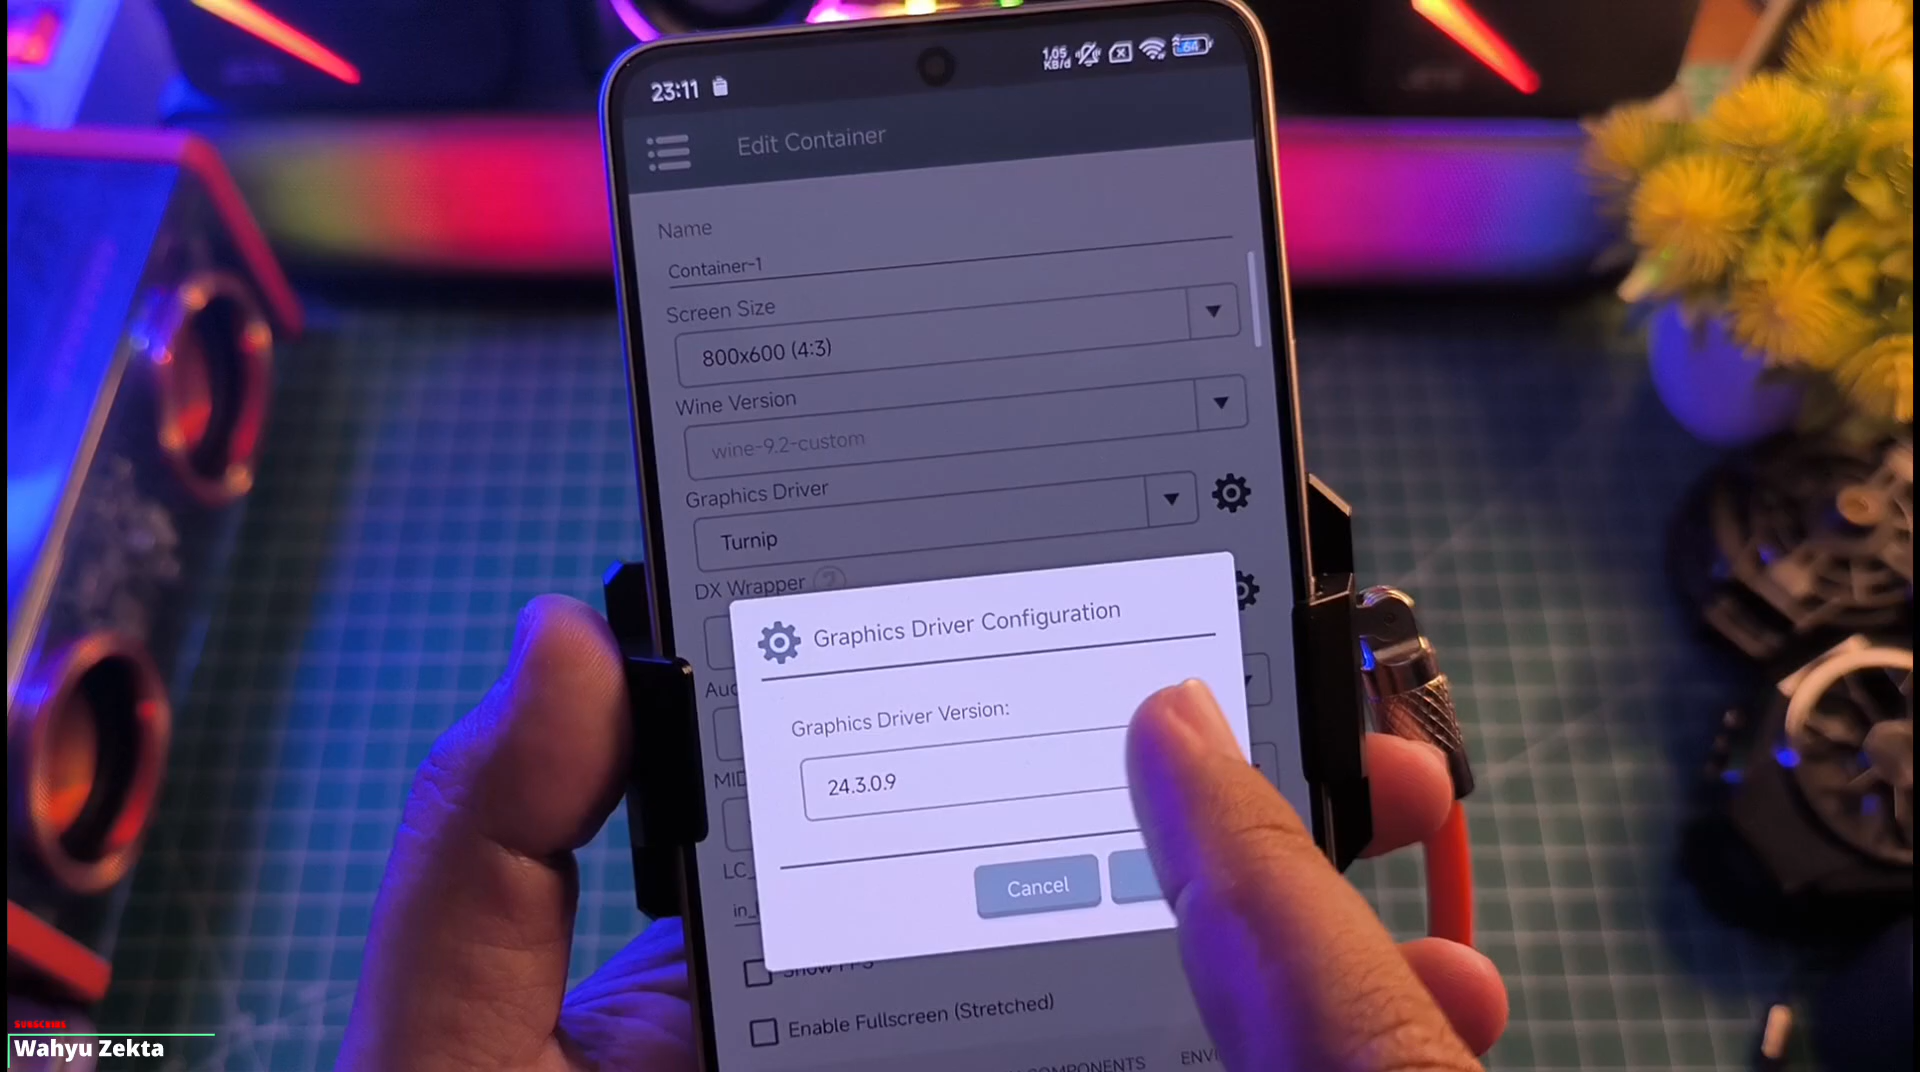 23:11
1.05
KB/d
64
Edit Container
Name
Container-1
Screen Size
800x600 (4:3)
Wine Version
wine-9.2-custom
Graphics Driver
Turnip
DX Wrapper ?
Graphics Driver Configuration
Graphics Driver Version:
24.3.0.9
Cancel
Enable Fullscreen (Stretched)
SUBSCRIBE
Wahyu Zekta